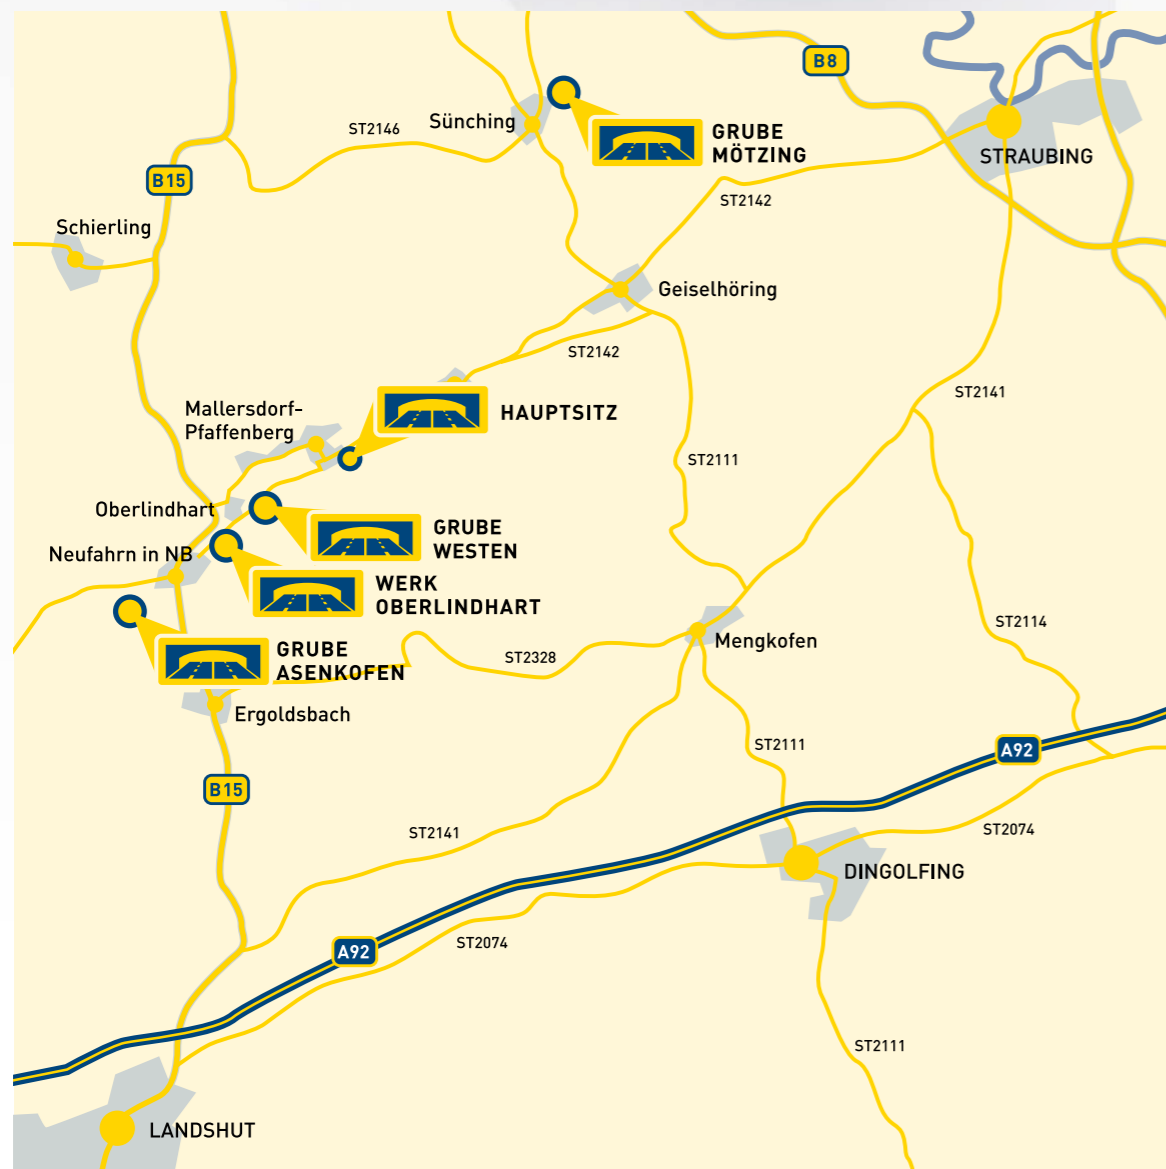 B8
Sünching
ST2146
GRUBE
MÖTZING
STRAUBING
B15
ST2142
Schierling
Geiselhöring
ST2142
ST2141
Mallersdorf-
Pfaffenberg
HAUPTSITZ
ST2111
Oberlindhart
GRUBE
WESTEN
Neufahrn in NB
WERK
OBERLINDHART
ST2114
GRUBE
ASENKOFEN
ST2328
Mengkofen
Ergoldsbach
ST2111
A92
B15
ST2141
ST2074
DINGOLFING
A92
ST2074
ST2111
LANDSHUT